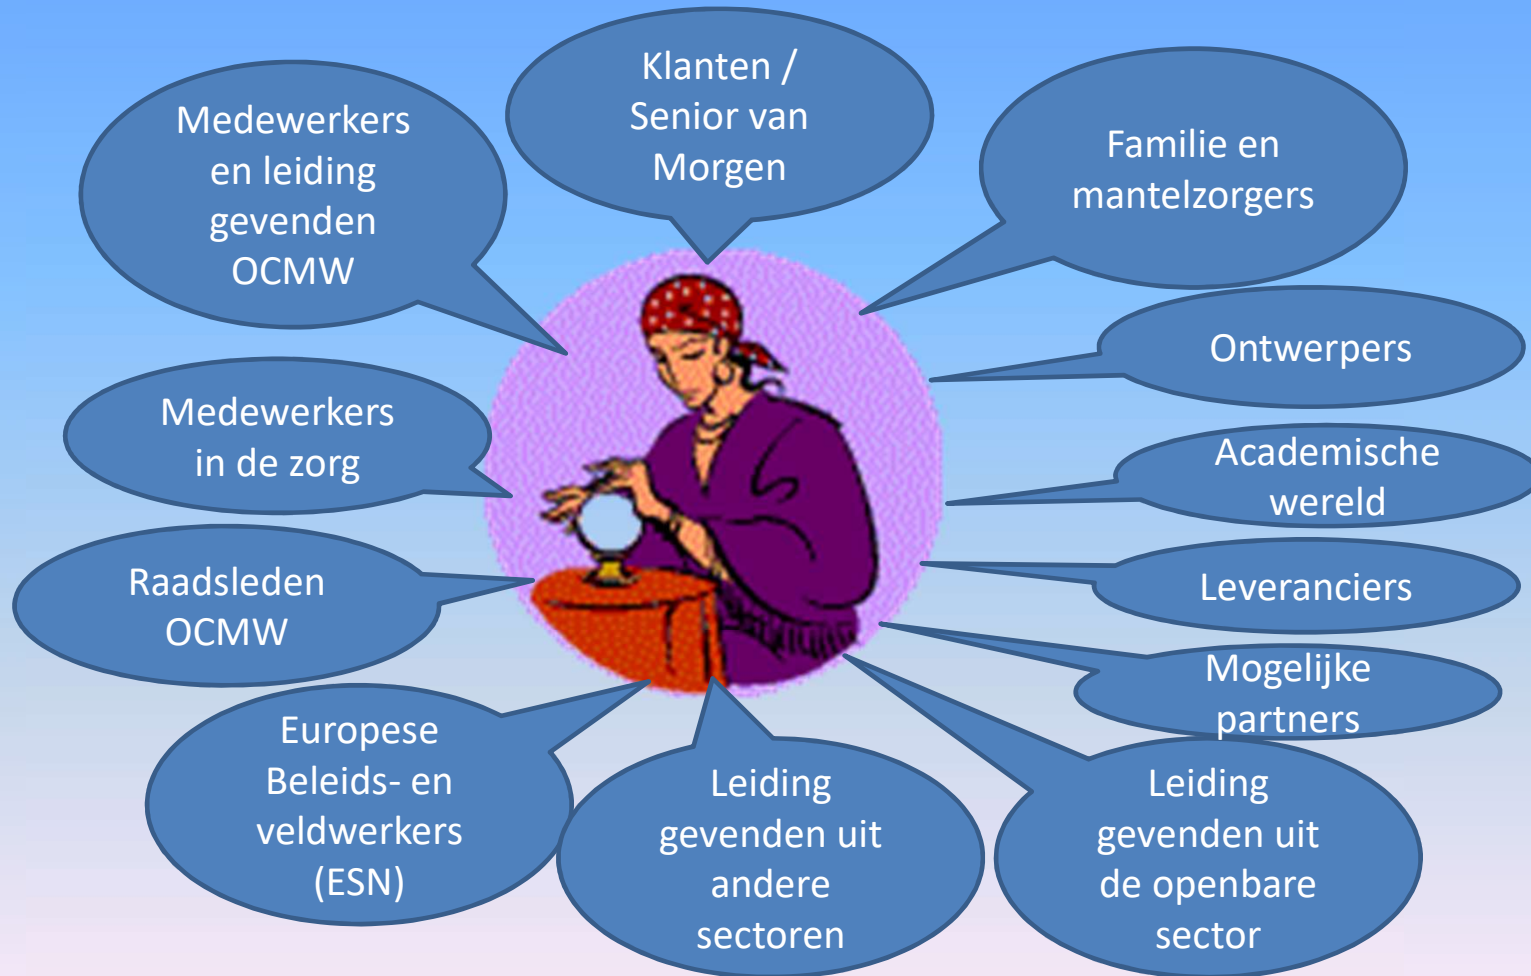 Klanten /
Senior van
Morgen
Medewerkers
en leiding
gevenden
OCMW
Familie en
mantelzorgers
Ontwerpers
Medewerkers
in de zorg
Academische
wereld
Raadsleden
OCMW
Leveranciers
Mogelijke
partners
Europese
Beleids- en
veldwerkers
(ESN)
Leiding
gevenden uit
andere
sectoren
Leiding
gevenden uit
de openbare
sector